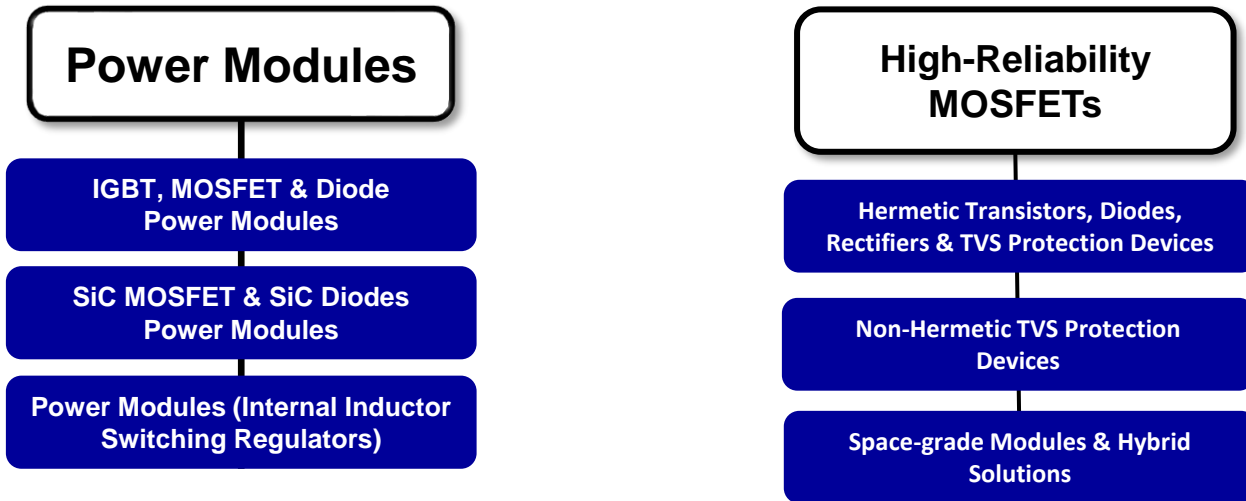 Power Modules
IGBT, MOSFET & Diode
Power Modules
SiC MOSFET & SiC Diodes
Power Modules
Power Modules (Internal Inductor
Switching Regulators)
High-Reliability
MOSFETs
Hermetic Transistors, Diodes,
Rectifiers & TVS Protection Devices
Non-Hermetic TVS Protection
Devices
Space-grade Modules & Hybrid
Solutions